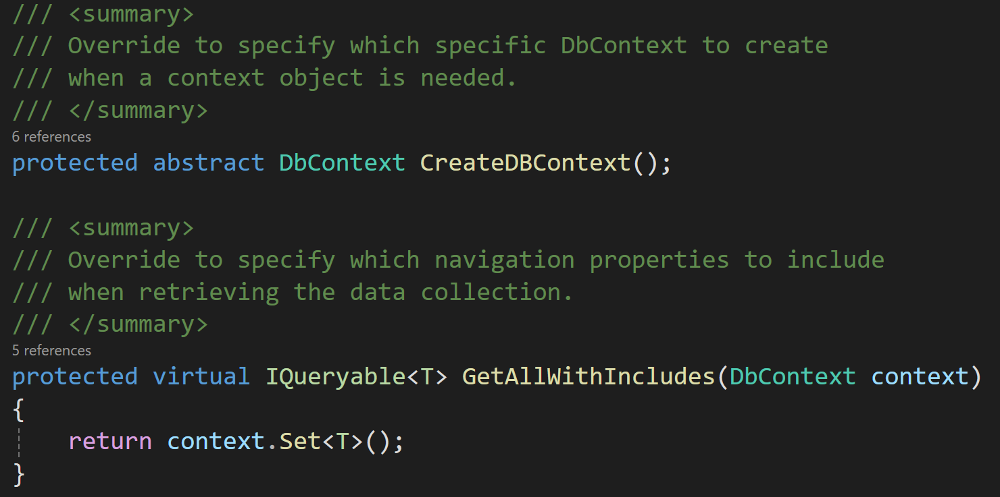 /// <summary>
/// Override to specify which specific DbContext to create
/// when a context object is needed.
/// </summary>
6 references
protected abstract DbContext CreateDBContext();
/// <summary>
/// Override to specify which navigation properties to include
/// when retrieving the data collection.
/// </summary>
5 references
protected virtual IQueryable<T> GetAllWithIncludes(DbContext context)
{
    return context.Set<T>();
}